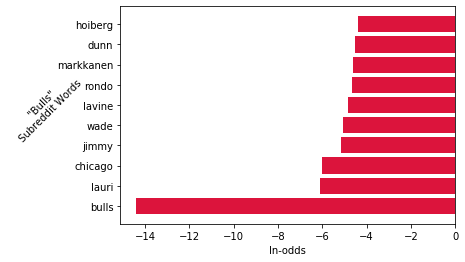 hoiberg
dunn
markkanen
rondo
lavine
wade
jimmy
chicago
lauri
bulls
"Bulls"
Subreddit Words
−14 −12 −10 −8 −6 −4 −2 0
ln-odds